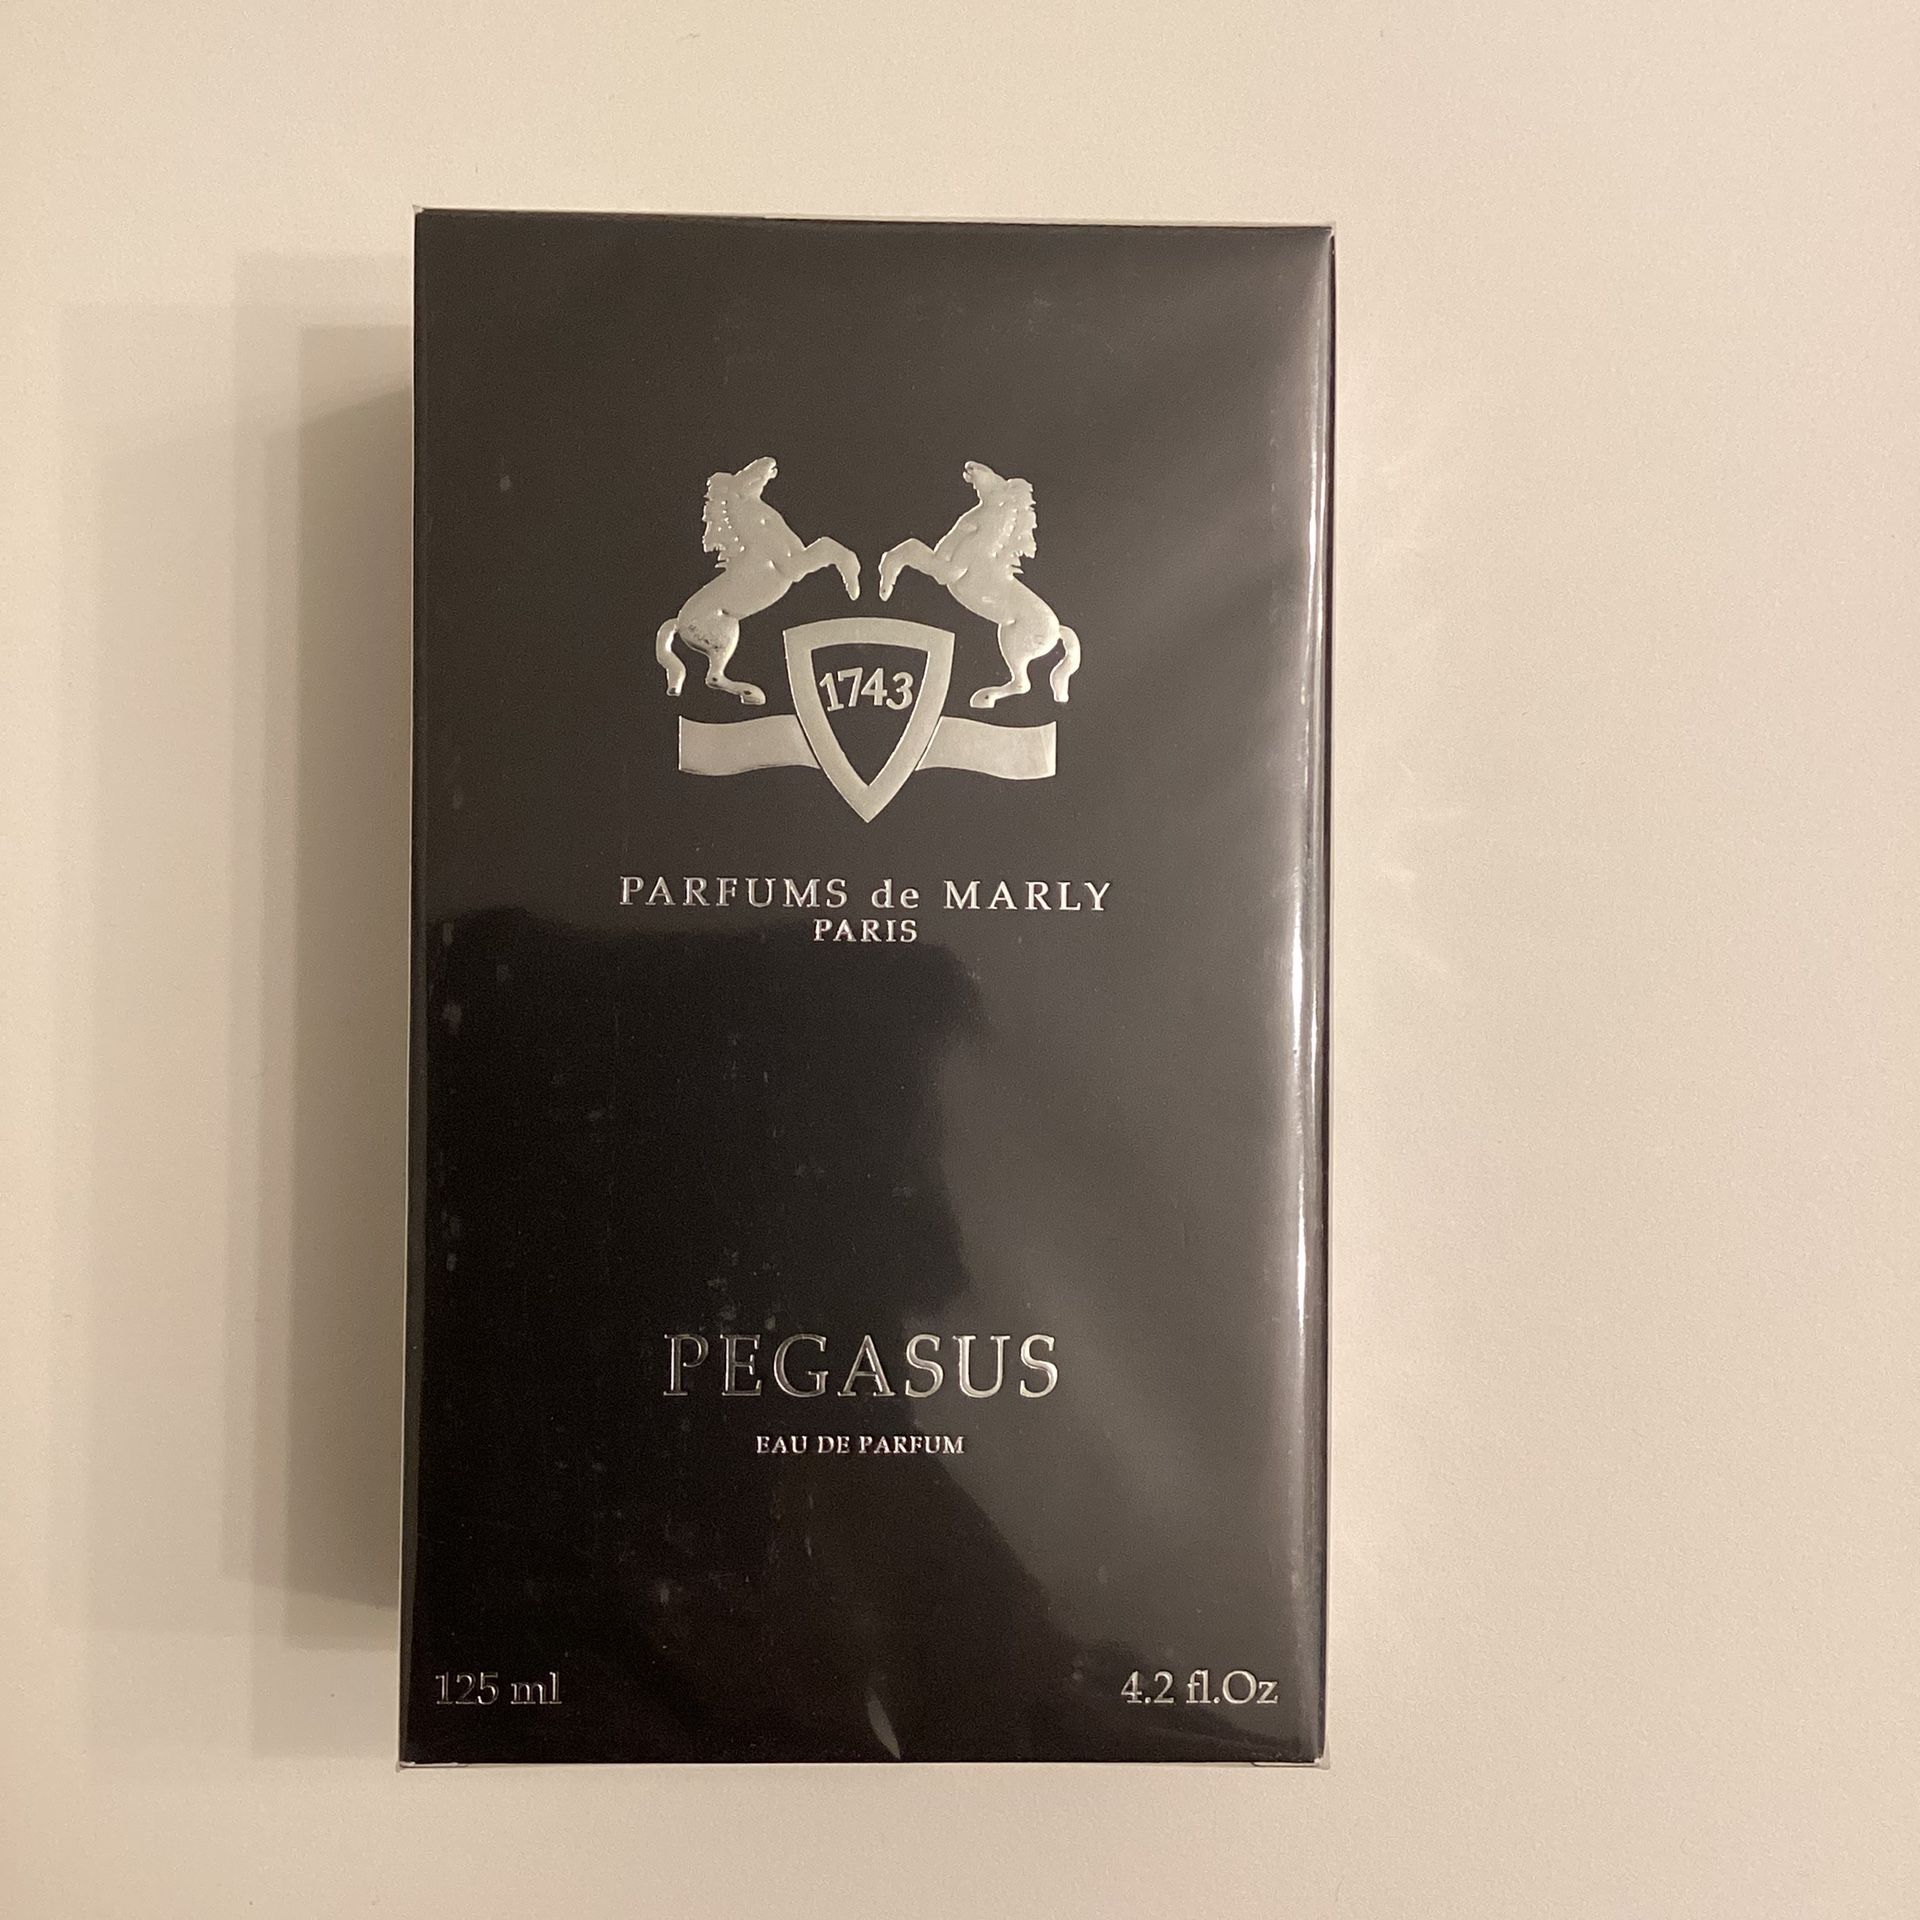 1743
PARFUMS de MARLY
PARIS
PEGASUS
EAU DE PARFUM
125 ml 4.2 fl.Oz